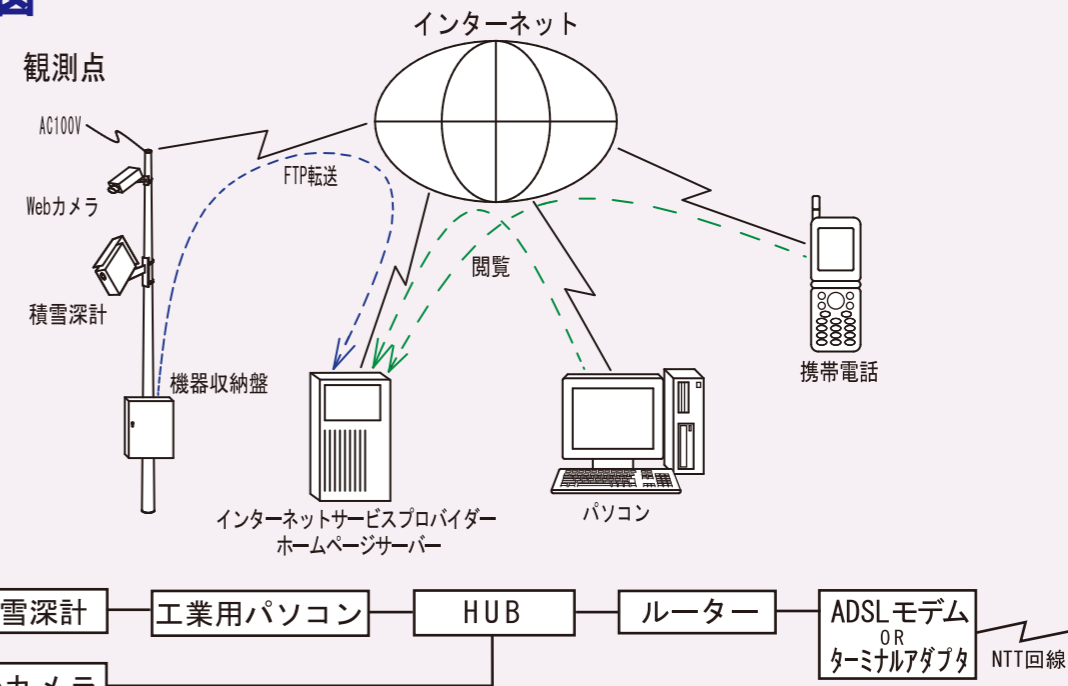 図
インターネット
観測点
AC100V
FTP転送
Webカメラ
閲覧
積雪深計
機器収納盤
携帯電話
インターネットサービスプロバイダー
ホームページサーバー
パソコン
雪深計
工業用パソコン
HUB
ルーター
ADSLモデム
OR
ターミナルアダプタ
NTT回線
カメラ